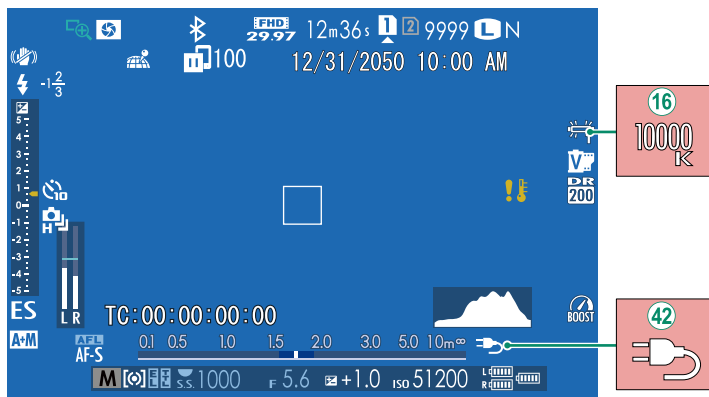 FHD 29.97 12m36s 1 2 9999 L N
100 12/31/2050 10:00 AM
-1 2/3
5
4
3
2
1
0
-1
-2
-3
-4
-5
10
H
L R
ES
A+M
AFL
AF-S
TC:00:00:00:00
0.1 0.5 1.0 1.5 2.0 3.0 5.0 10m∞
M EL EI S.S. 1000 F 5.6 +1.0 ISO 51200 L R
V
DR 200
BOOST
16
10000 K
42